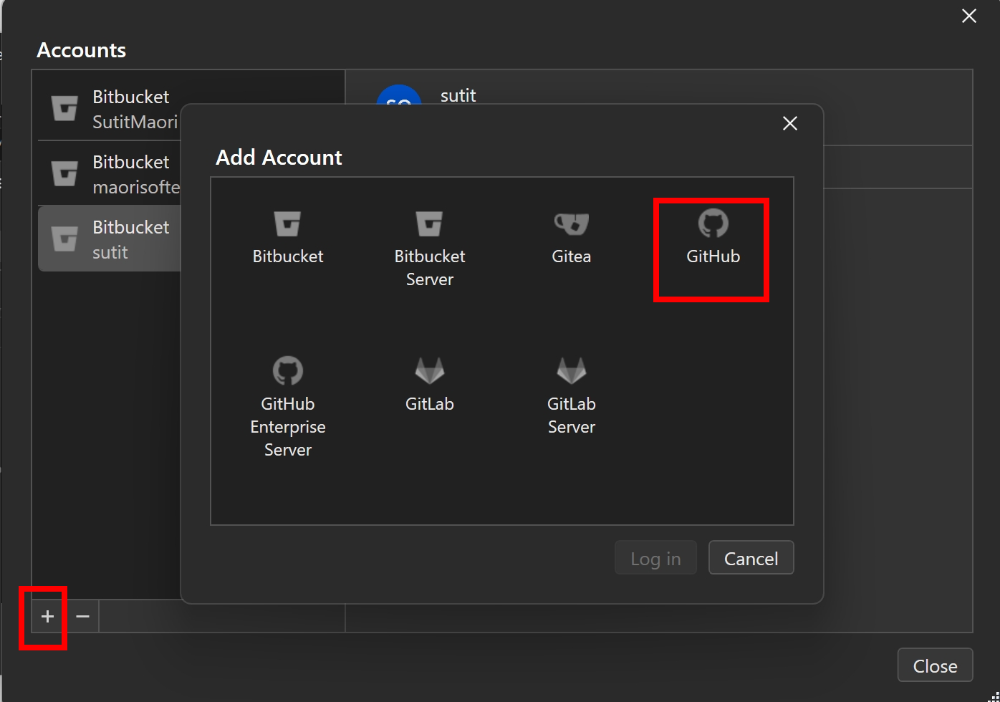 Accounts
Bitbucket
SutitMaori
Bitbucket
maorisofte
Bitbucket
sutit
sutit
Add Account
Bitbucket
Bitbucket
Server
Gitea
GitHub
GitHub
Enterprise
Server
GitLab
GitLab
Server
Log in
Cancel
+
−
Close